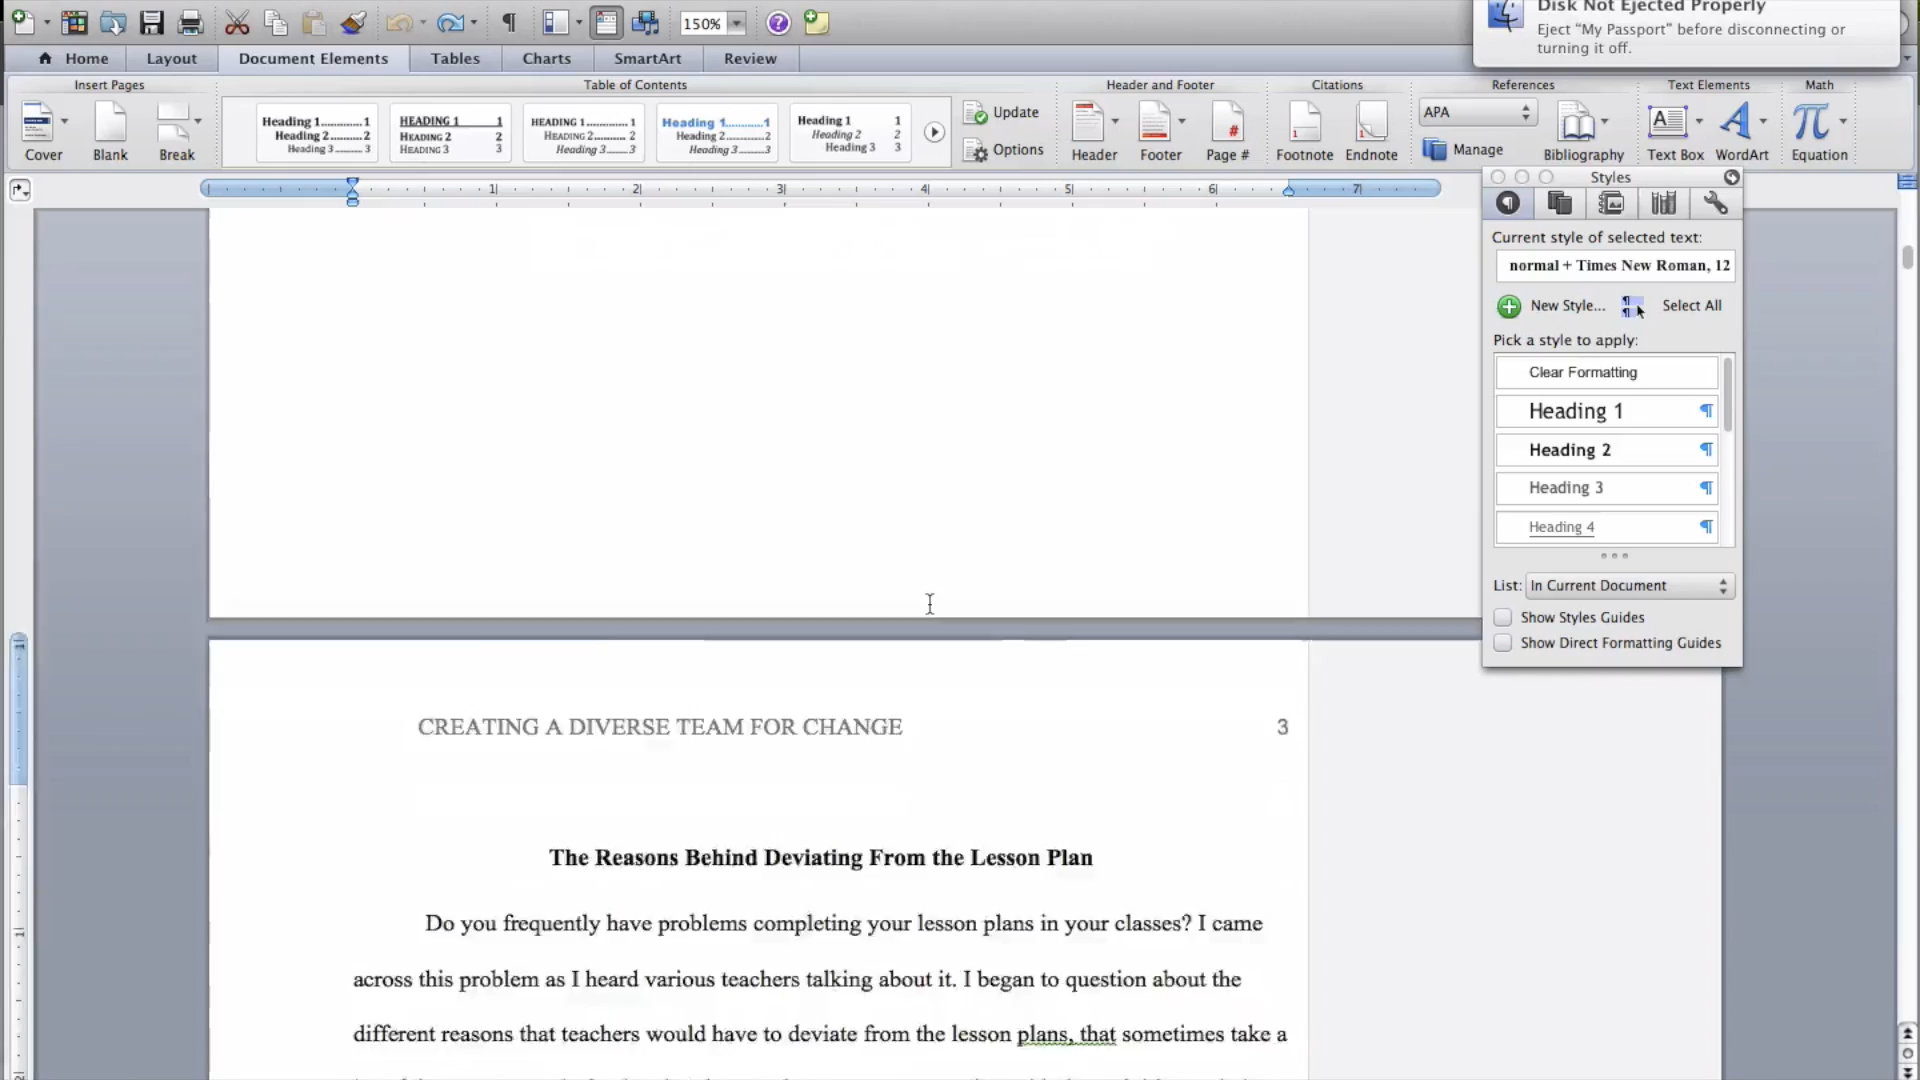 Disk Not Ejected Properly
Eject “My Passport” before disconnecting or
turning it off.
150%
Home
Layout
Document Elements
Tables
Charts
SmartArt
Review
Insert Pages
Table of Contents
Header and Footer
Citations
References
Text Elements
Math
Cover
Blank
Break
Heading 1 1
Heading 2 2
Heading 3 3
HEADING 1 1
HEADING 2 2
HEADING 3 3
HEADING 1 1
HEADING 2 2
Heading 3 3
Heading 1 1
Heading 2 2
Heading 3 3
Heading 1 1
Heading 2 2
Heading 3 3
Update
Options
Header
Footer
#
Page #
1
Footnote
1
Endnote
APA
Manage
Bibliography
A
Text Box
A
WordArt
π
Equation
1 2 3 4 5 6 7
Styles
Current style of selected text:
normal + Times New Roman, 12
New Style...
Select All
Pick a style to apply:
Clear Formatting
Heading 1
Heading 2
Heading 3
Heading 4
List: In Current Document
Show Styles Guides
Show Direct Formatting Guides
CREATING A DIVERSE TEAM FOR CHANGE 3
The Reasons Behind Deviating From the Lesson Plan
Do you frequently have problems completing your lesson plans in your classes? I came
across this problem as I heard various teachers talking about it. I began to question about the
different reasons that teachers would have to deviate from the lesson plans, that sometimes take a